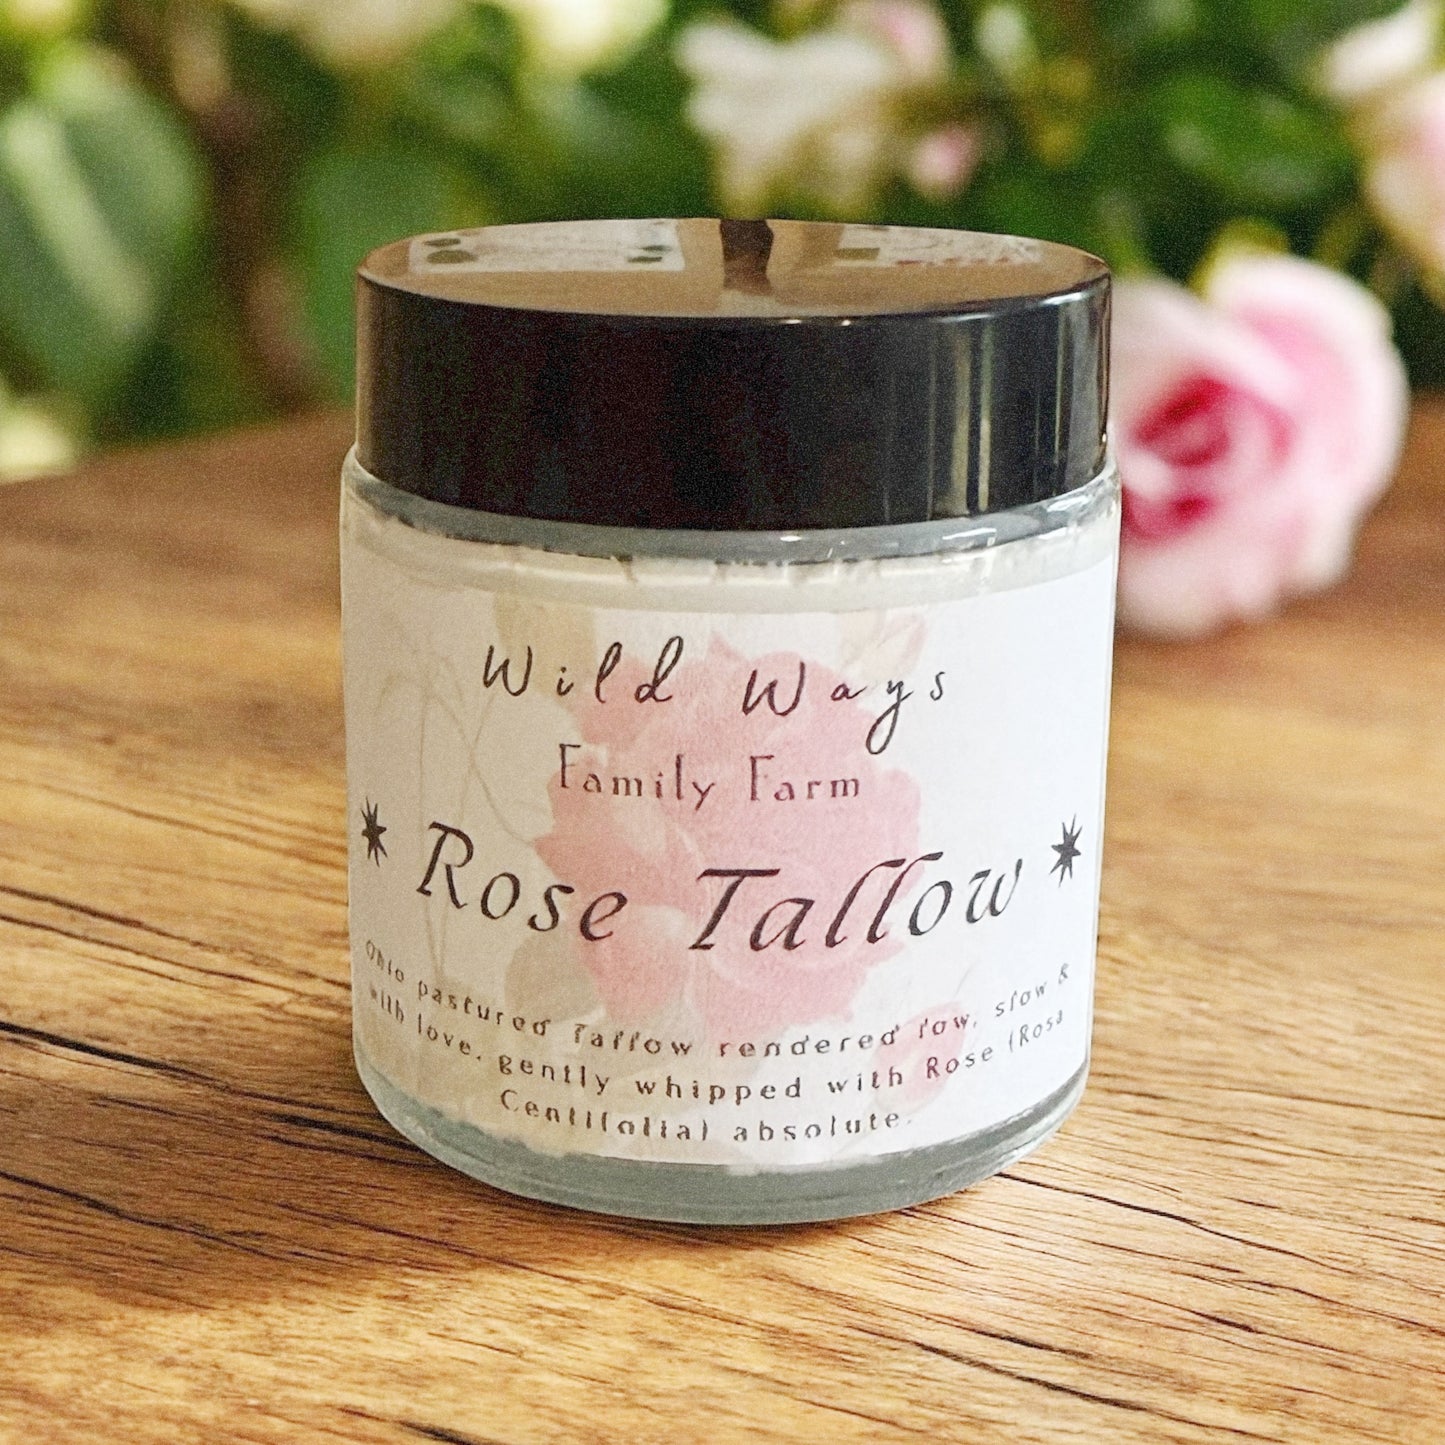 Wild Ways
Family Farm
* Rose Tallow *
Ohio pastured Tallow rendered low, slow &
with love, gently whipped with Rose (Rosa
Centifolia) absolute.